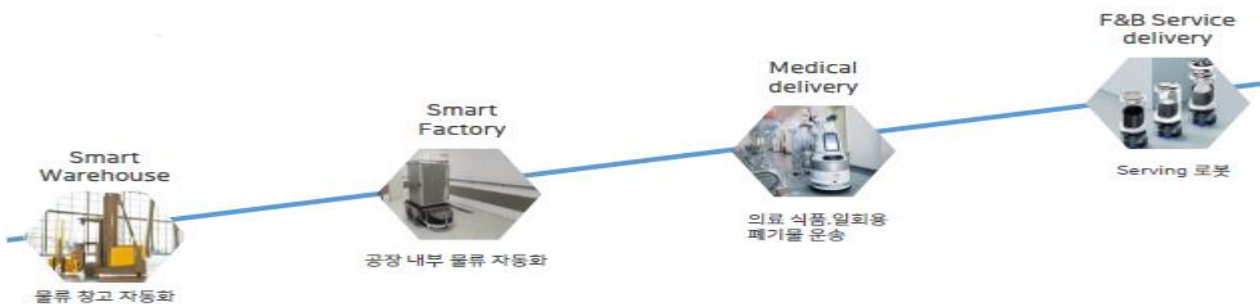 Smart
Warehouse
물류 창고 자동화
Smart
Factory
공장 내부 물류 자동화
Medical
delivery
의료 식품.일회용
폐기물 운송
F&B Service
delivery
Serving 로봇